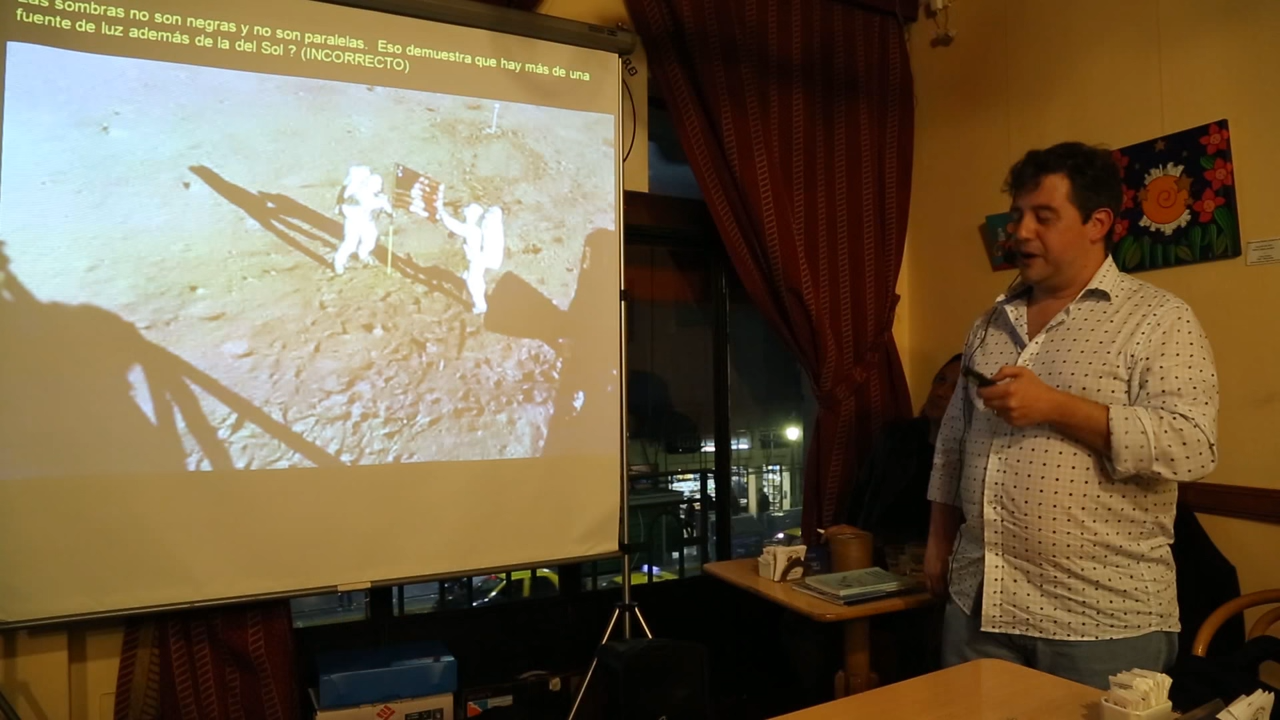 sombras no son negras y no son paralelas. Eso demuestra que hay más de una
fuente de luz además de la del Sol ? (INCORRECTO)